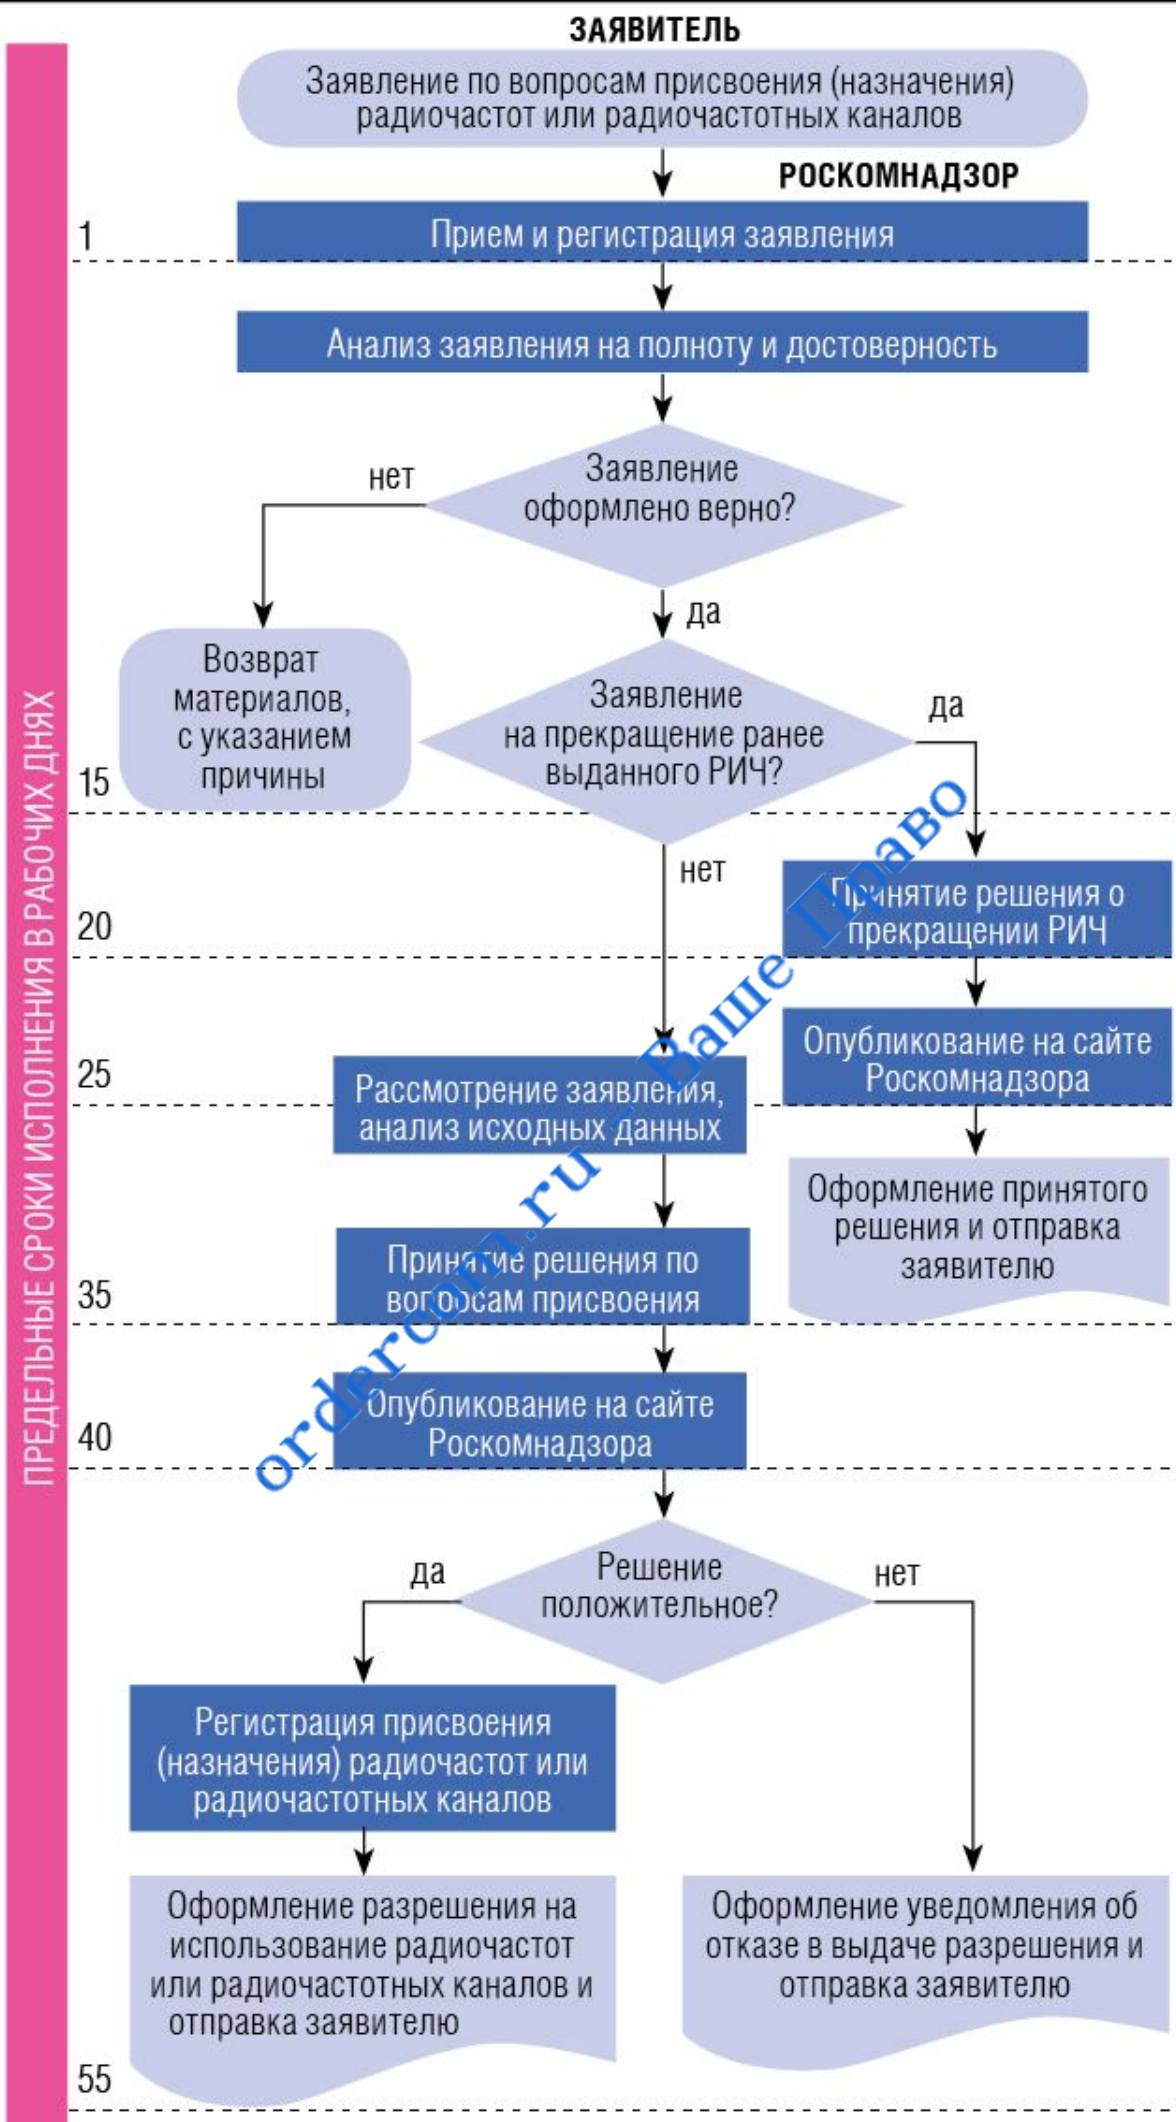 ЗАЯВИТЕЛЬ
Заявление по вопросам присвоения (назначения)
радиочастот или радиочастотных каналов
РОСКОМНАДЗОР
1
Прием и регистрация заявления
Анализ заявления на полноту и достоверность
Заявление
оформлено верно?
нет
да
Возврат
материалов,
с указанием
причины
Заявление
на прекращение ранее
выданного РИЧ?
да
15
нет
Принятие решения о
прекращении РИЧ
20
Опубликование на сайте
Роскомнадзора
25
Рассмотрение заявления,
анализ исходных данных
Оформление принятого
решения и отправка
заявителю
Принятие решения по
вопросам присвоения
35
Опубликование на сайте
Роскомнадзора
40
Решение
положительное?
да
нет
Регистрация присвоения
(назначения) радиочастот или
радиочастотных каналов
Оформление разрешения на
использование радиочастот
или радиочастотных каналов и
отправка заявителю
Оформление уведомления об
отказе в выдаче разрешения и
отправка заявителю
55
ПРЕДЕЛЬНЫЕ СРОКИ ИСПОЛНЕНИЯ В РАБОЧИХ ДНЯХ
ordercom.ru - Ваше Право